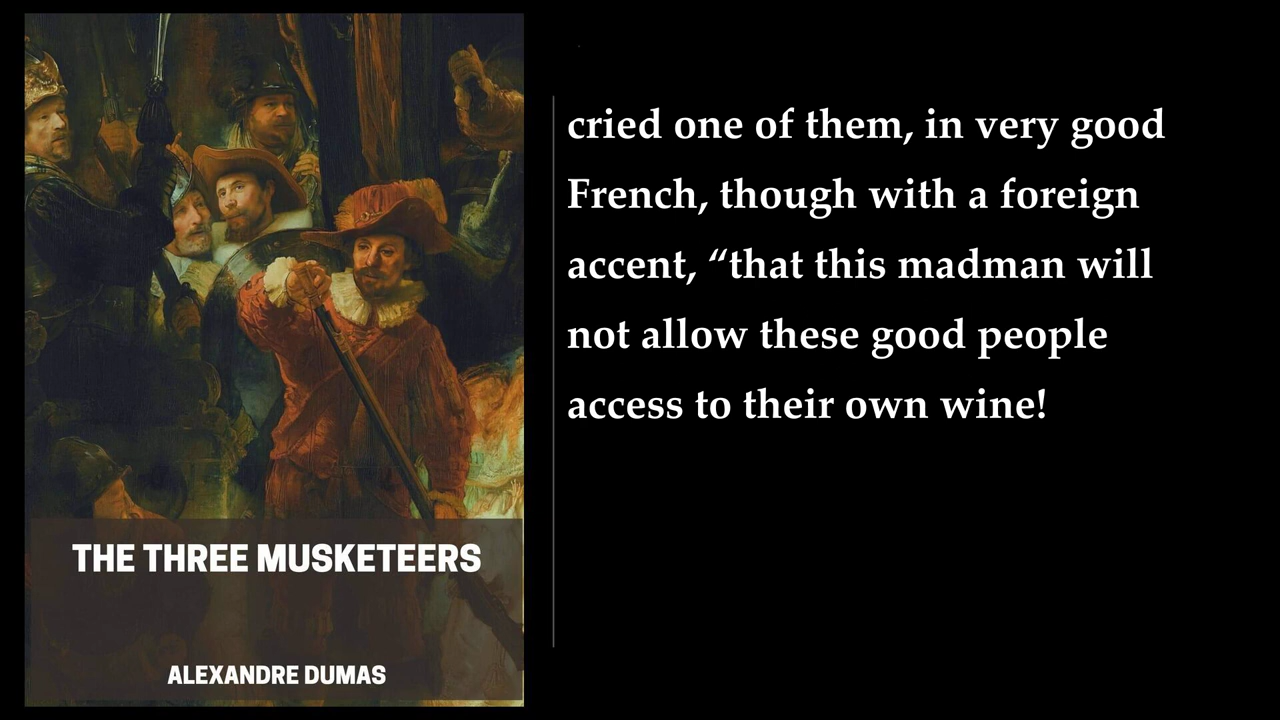 cried one of them, in very good
French, though with a foreign
accent, “that this madman will
not allow these good people
access to their own wine!
THE THREE MUSKETEERS
ALEXANDRE DUMAS